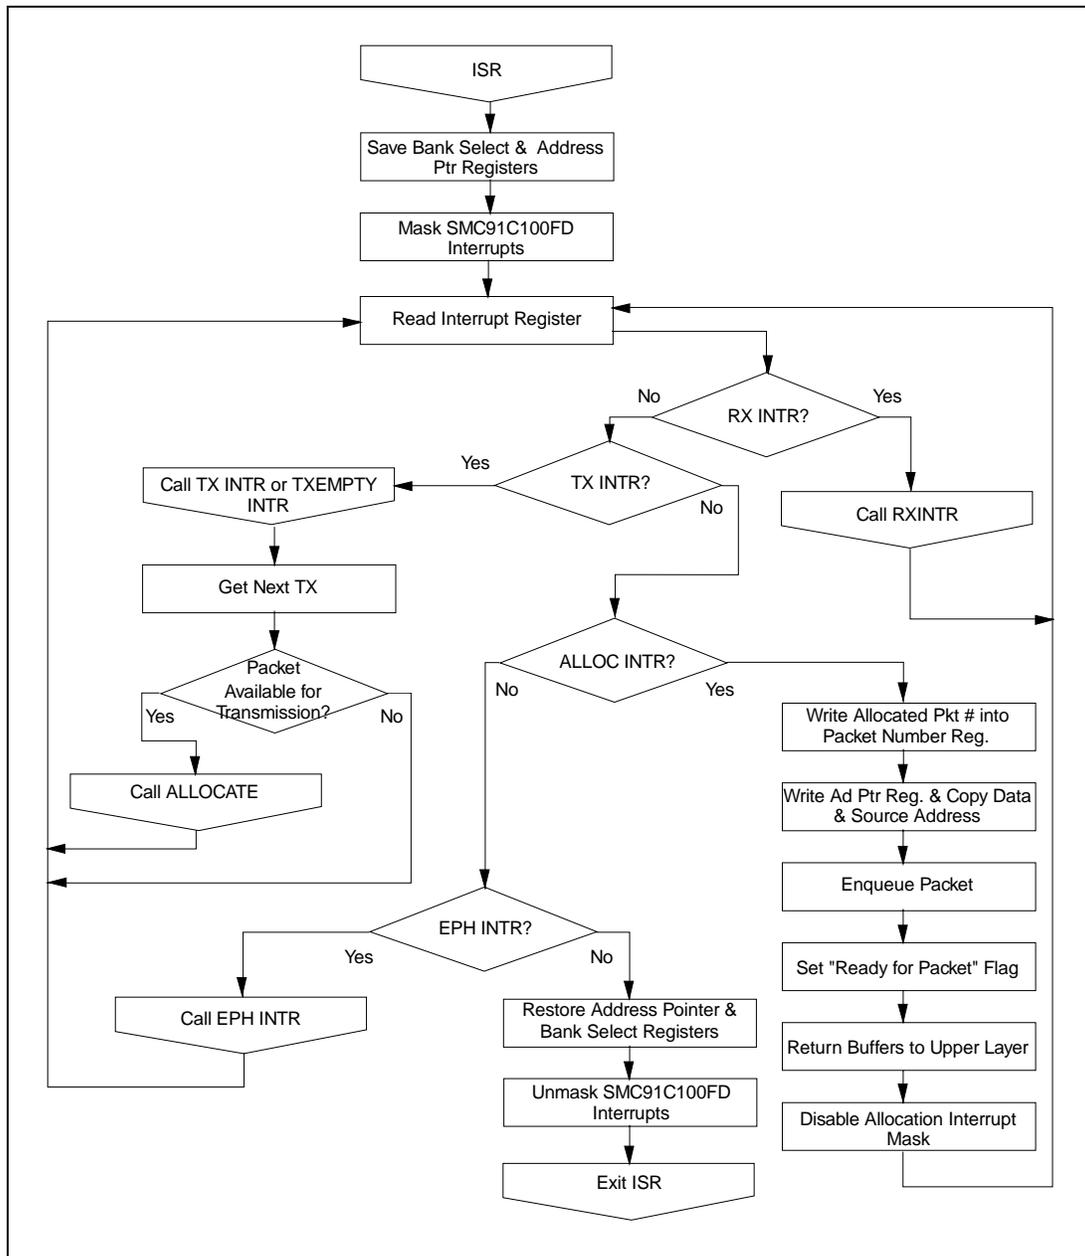 ISR
Save Bank Select & Address
Ptr Registers
Mask SMC91C100FD
Interrupts
Read Interrupt Register
No
Yes
RX INTR?
Yes
TX INTR?
No
Call TX INTR or TXEMPTY
INTR
Call RXINTR
Get Next TX
ALLOC INTR?
No
Yes
Packet
Available for
Transmission?
Yes
No
Write Allocated Pkt # into
Packet Number Reg.
Call ALLOCATE
Write Ad Ptr Reg. & Copy Data
& Source Address
Enqueue Packet
EPH INTR?
Yes
No
Set "Ready for Packet" Flag
Call EPH INTR
Restore Address Pointer &
Bank Select Registers
Return Buffers to Upper Layer
Unmask SMC91C100FD
Interrupts
Disable Allocation Interrupt
Mask
Exit ISR